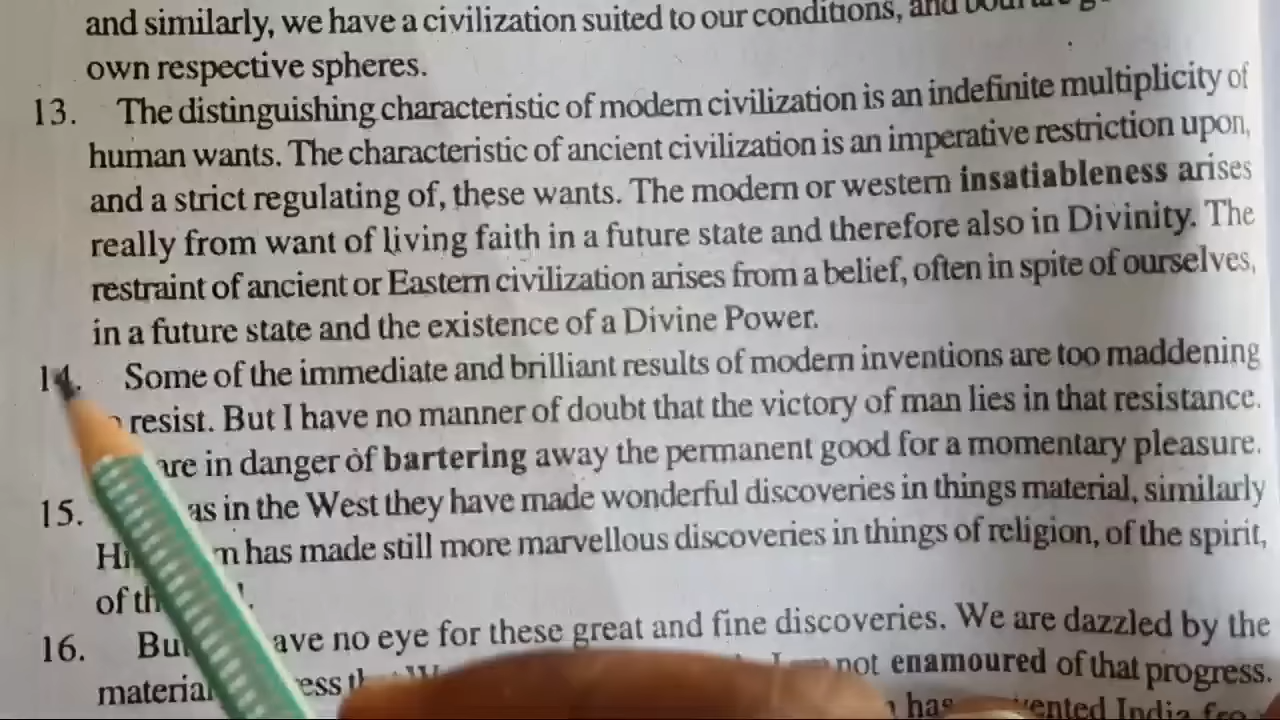 and similarly, we have a civilization suited to our conditions, and
own respective spheres.
13. The distinguishing characteristic of modern civilization is an indefinite multiplicity of
human wants. The characteristic of ancient civilization is an imperative restriction upon,
and a strict regulating of, these wants. The modern or western insatiableness arises
really from want of living faith in a future state and therefore also in Divinity. The
restraint of ancient or Eastern civilization arises from a belief, often in spite of ourselves,
in a future state and the existence of a Divine Power.
14. Some of the immediate and brilliant results of modern inventions are too maddening
resist. But I have no manner of doubt that the victory of man lies in that resistance.
are in danger of bartering away the permanent good for a momentary pleasure.
15. as in the West they have made wonderful discoveries in things material, similarly
has made still more marvellous discoveries in things of religion, of the spirit,
of
16. no eye for these great and fine discoveries. We are dazzled by the
material not enamoured of that progress.
has India